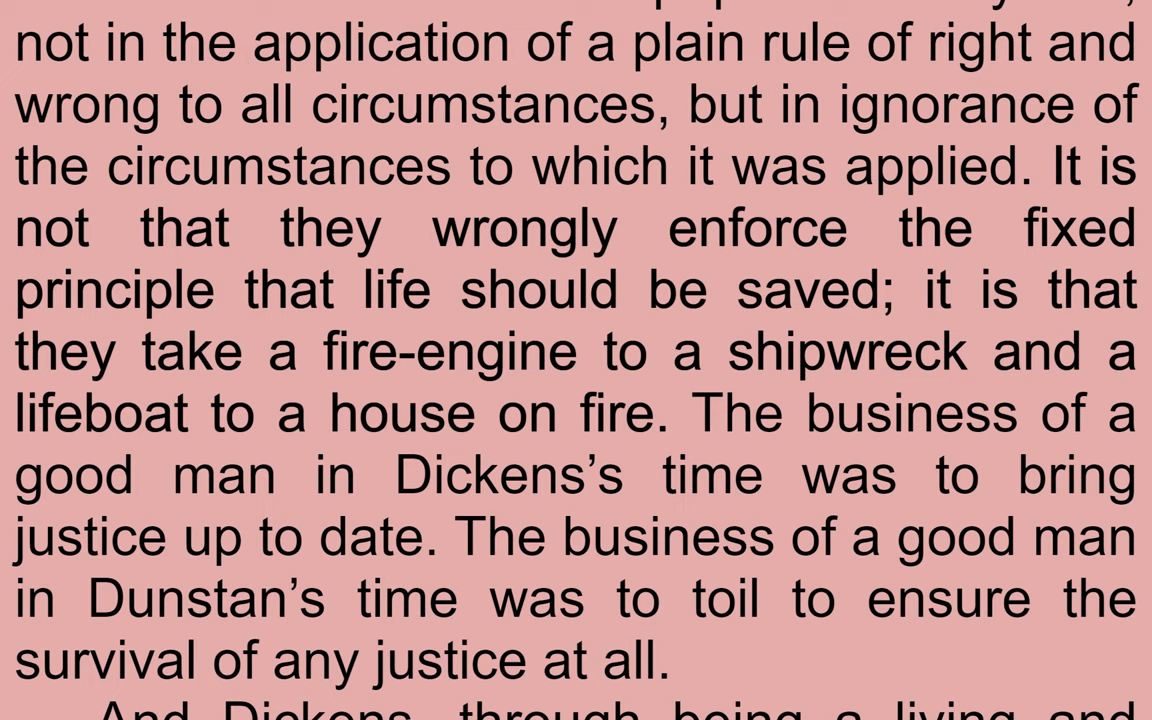 not in the application of a plain rule of right and
wrong to all circumstances, but in ignorance of
the circumstances to which it was applied. It is
not that they wrongly enforce the fixed
principle that life should be saved; it is that
they take a fire-engine to a shipwreck and a
lifeboat to a house on fire. The business of a
good man in Dickens’s time was to bring
justice up to date. The business of a good man
in Dunstan’s time was to toil to ensure the
survival of any justice at all.
And Dickens, through being a living and